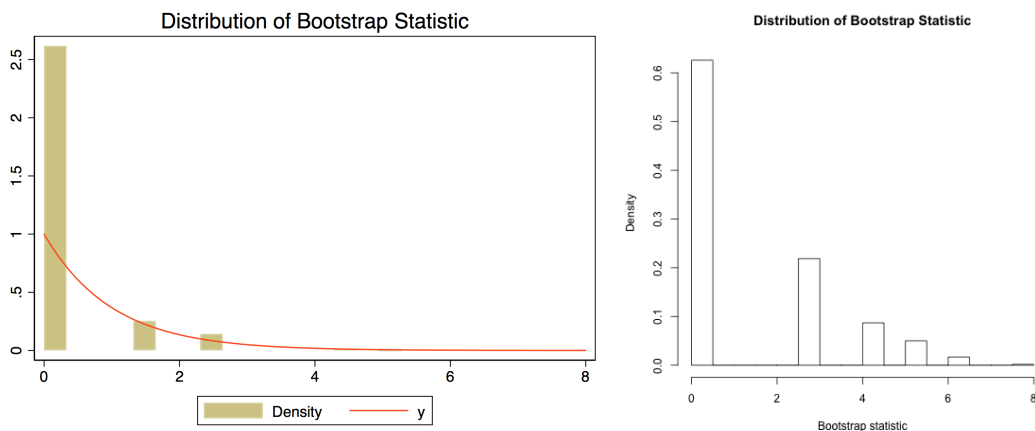 Distribution of Bootstrap Statistic
2.5
2
1.5
1
.5
0
0 2 4 6 8
Density y
Distribution of Bootstrap Statistic
Density
0.6
0.5
0.4
0.3
0.2
0.1
0.0
0 2 4 6 8
Bootstrap statistic